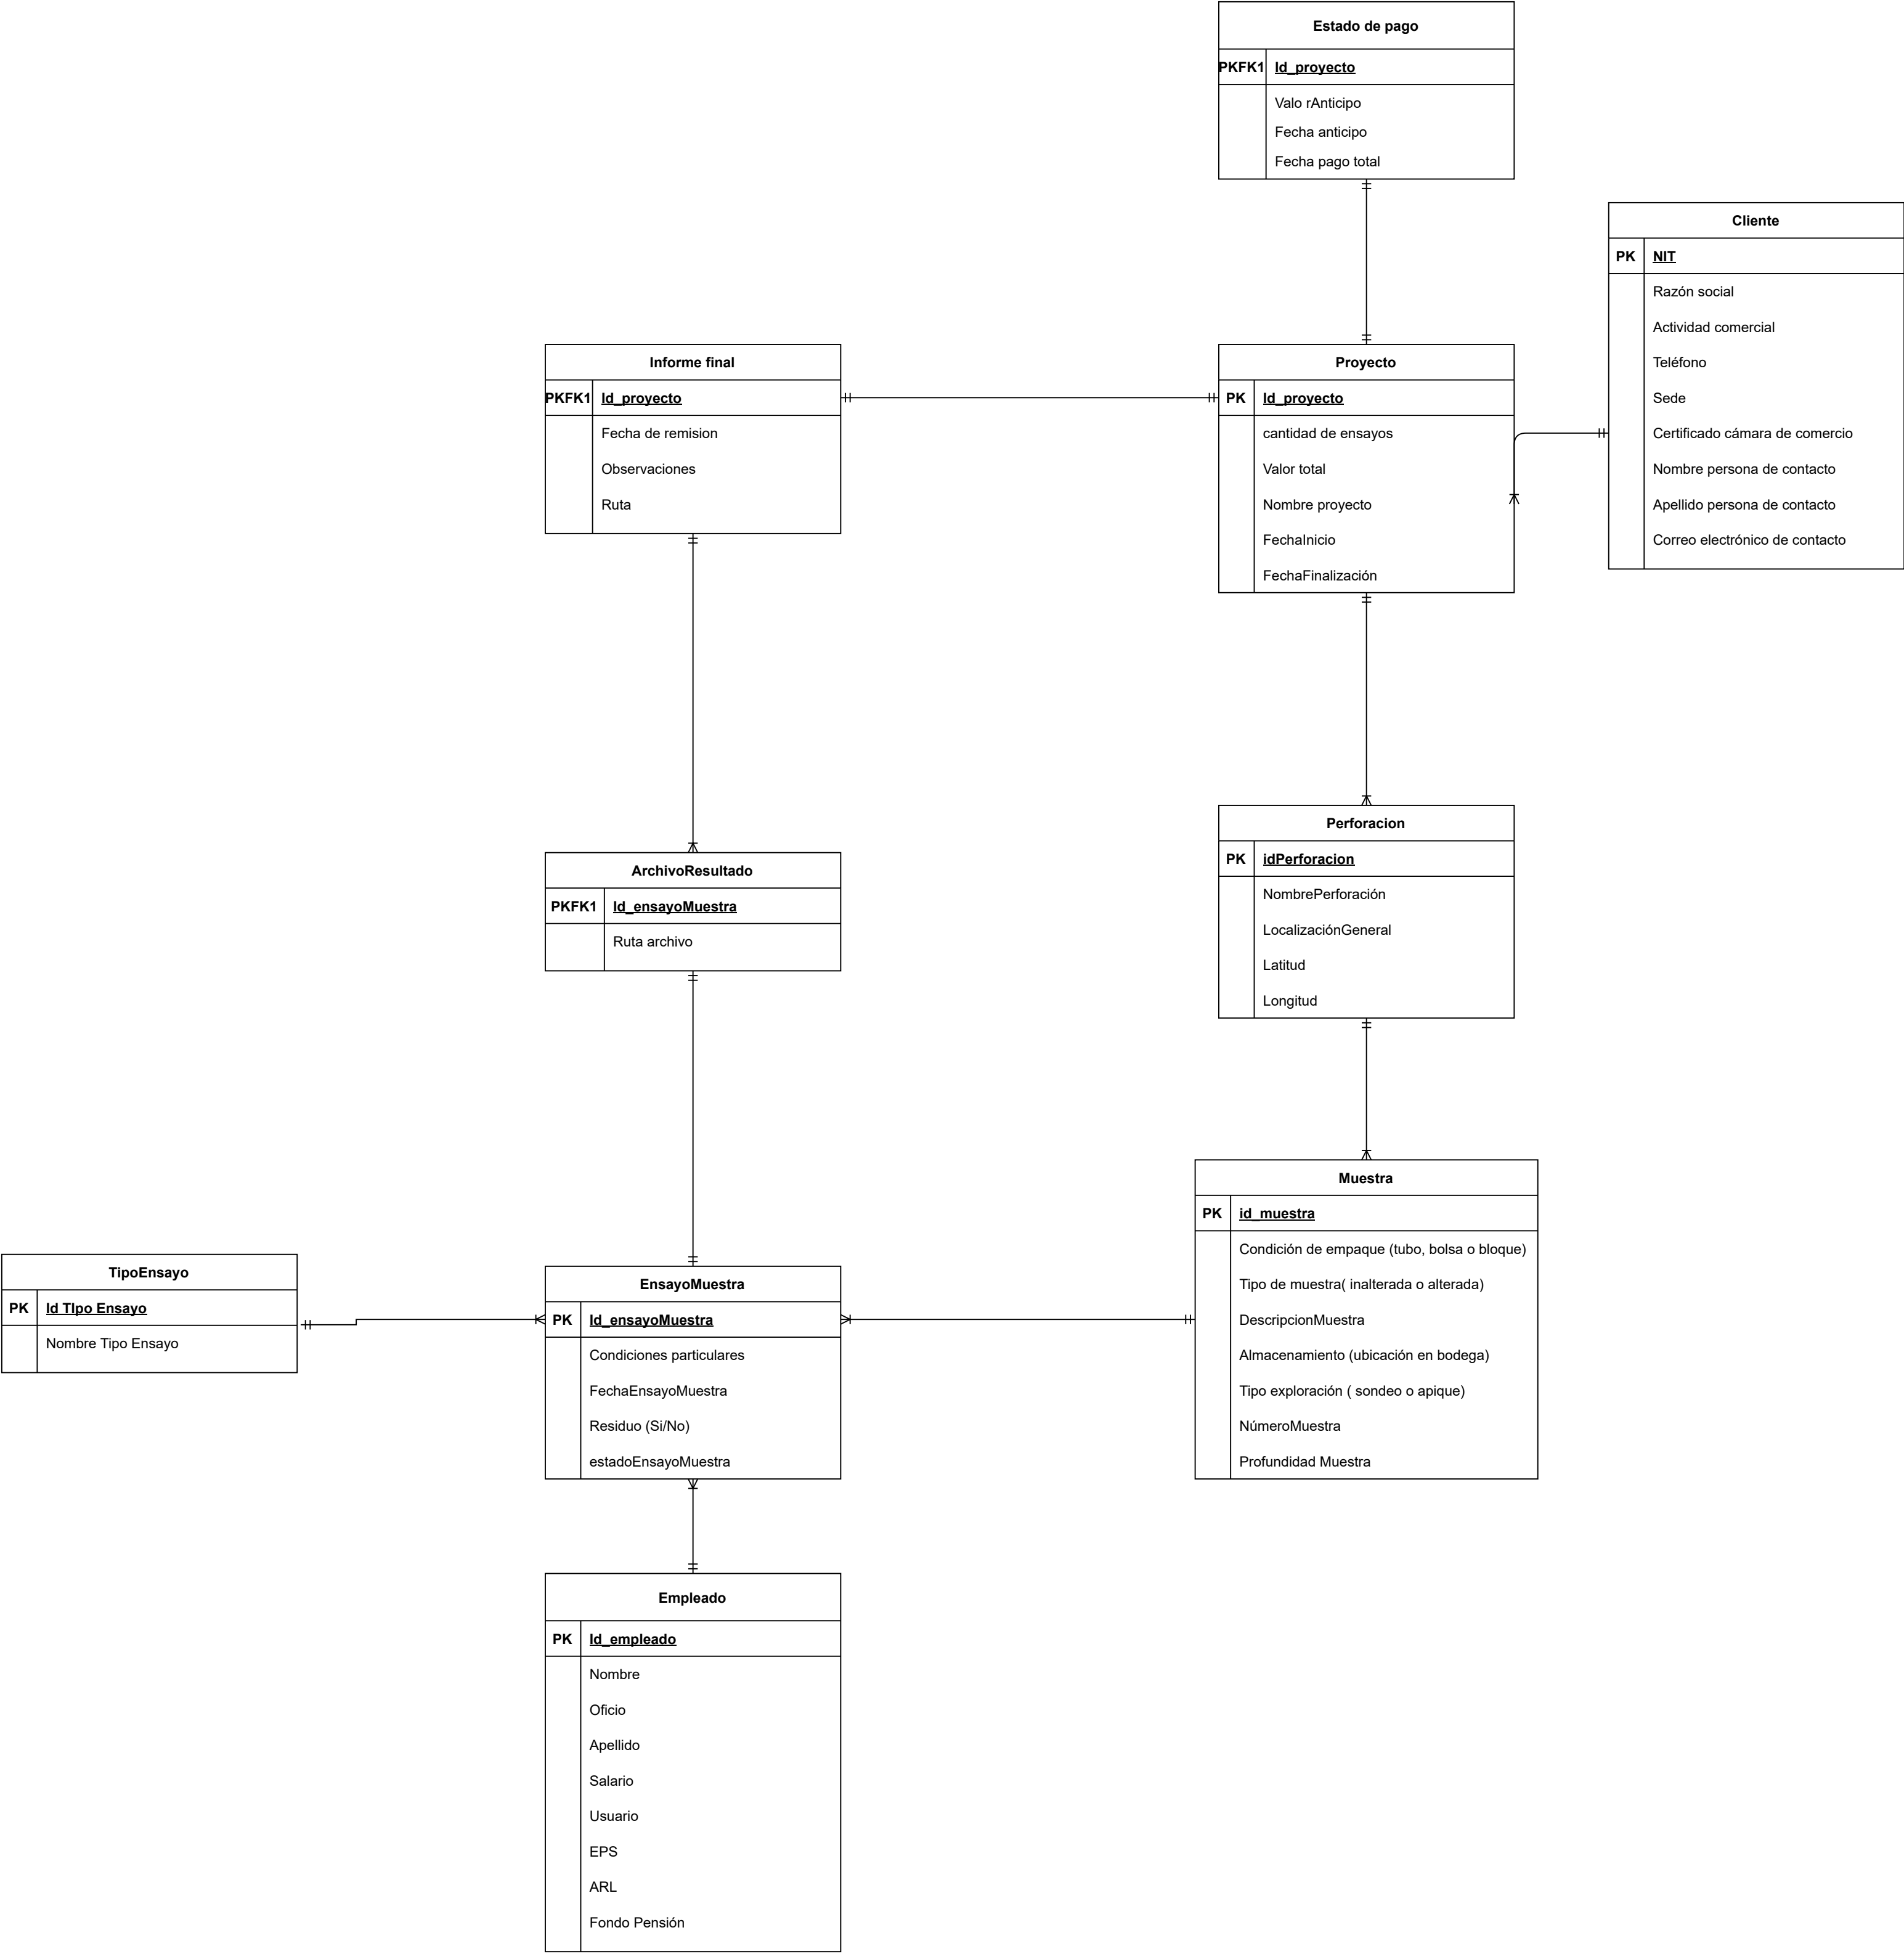 Estado de pago
PKFK1 Id_proyecto
Valo rAnticipo
Fecha anticipo
Fecha pago total
Cliente
PK NIT
Razón social
Actividad comercial
Teléfono
Sede
Certificado cámara de comercio
Nombre persona de contacto
Apellido persona de contacto
Correo electrónico de contacto
Informe final
PKFK1 Id_proyecto
Fecha de remision
Observaciones
Ruta
Proyecto
PK Id_proyecto
cantidad de ensayos
Valor total
Nombre proyecto
FechaInicio
FechaFinalización
Perforacion
PK idPerforacion
NombrePerforación
LocalizaciónGeneral
Latitud
Longitud
ArchivoResultado
PKFK1 Id_ensayoMuestra
Ruta archivo
Muestra
PK id_muestra
Condición de empaque (tubo, bolsa o bloque)
Tipo de muestra( inalterada o alterada)
DescripcionMuestra
Almacenamiento (ubicación en bodega)
Tipo exploración ( sondeo o apique)
NúmeroMuestra
Profundidad Muestra
TipoEnsayo
PK Id TIpo Ensayo
Nombre Tipo Ensayo
EnsayoMuestra
PK Id_ensayoMuestra
Condiciones particulares
FechaEnsayoMuestra
Residuo (Si/No)
estadoEnsayoMuestra
Empleado
PK Id_empleado
Nombre
Oficio
Apellido
Salario
Usuario
EPS
ARL
Fondo Pensión